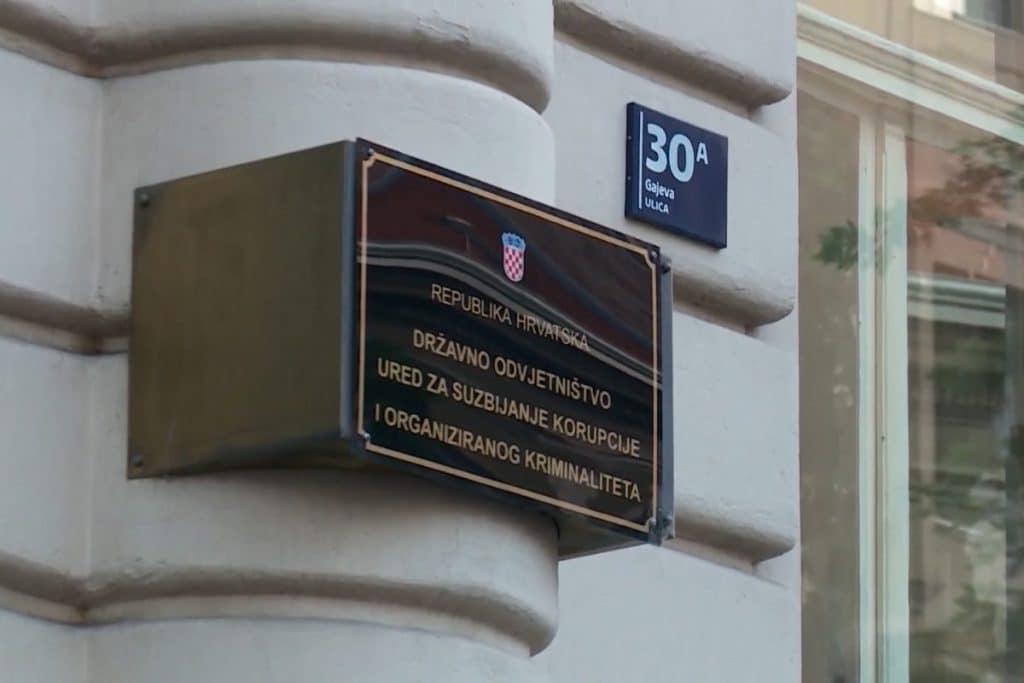 REPUBLIKA HRVATSKA
DRŽAVNO ODVJETNIŠTVO
URED ZA SUZBIJANJE KORUPCIJE
I ORGANIZIRANOG KRIMINALITETA
30A
Gajeva
ULICA